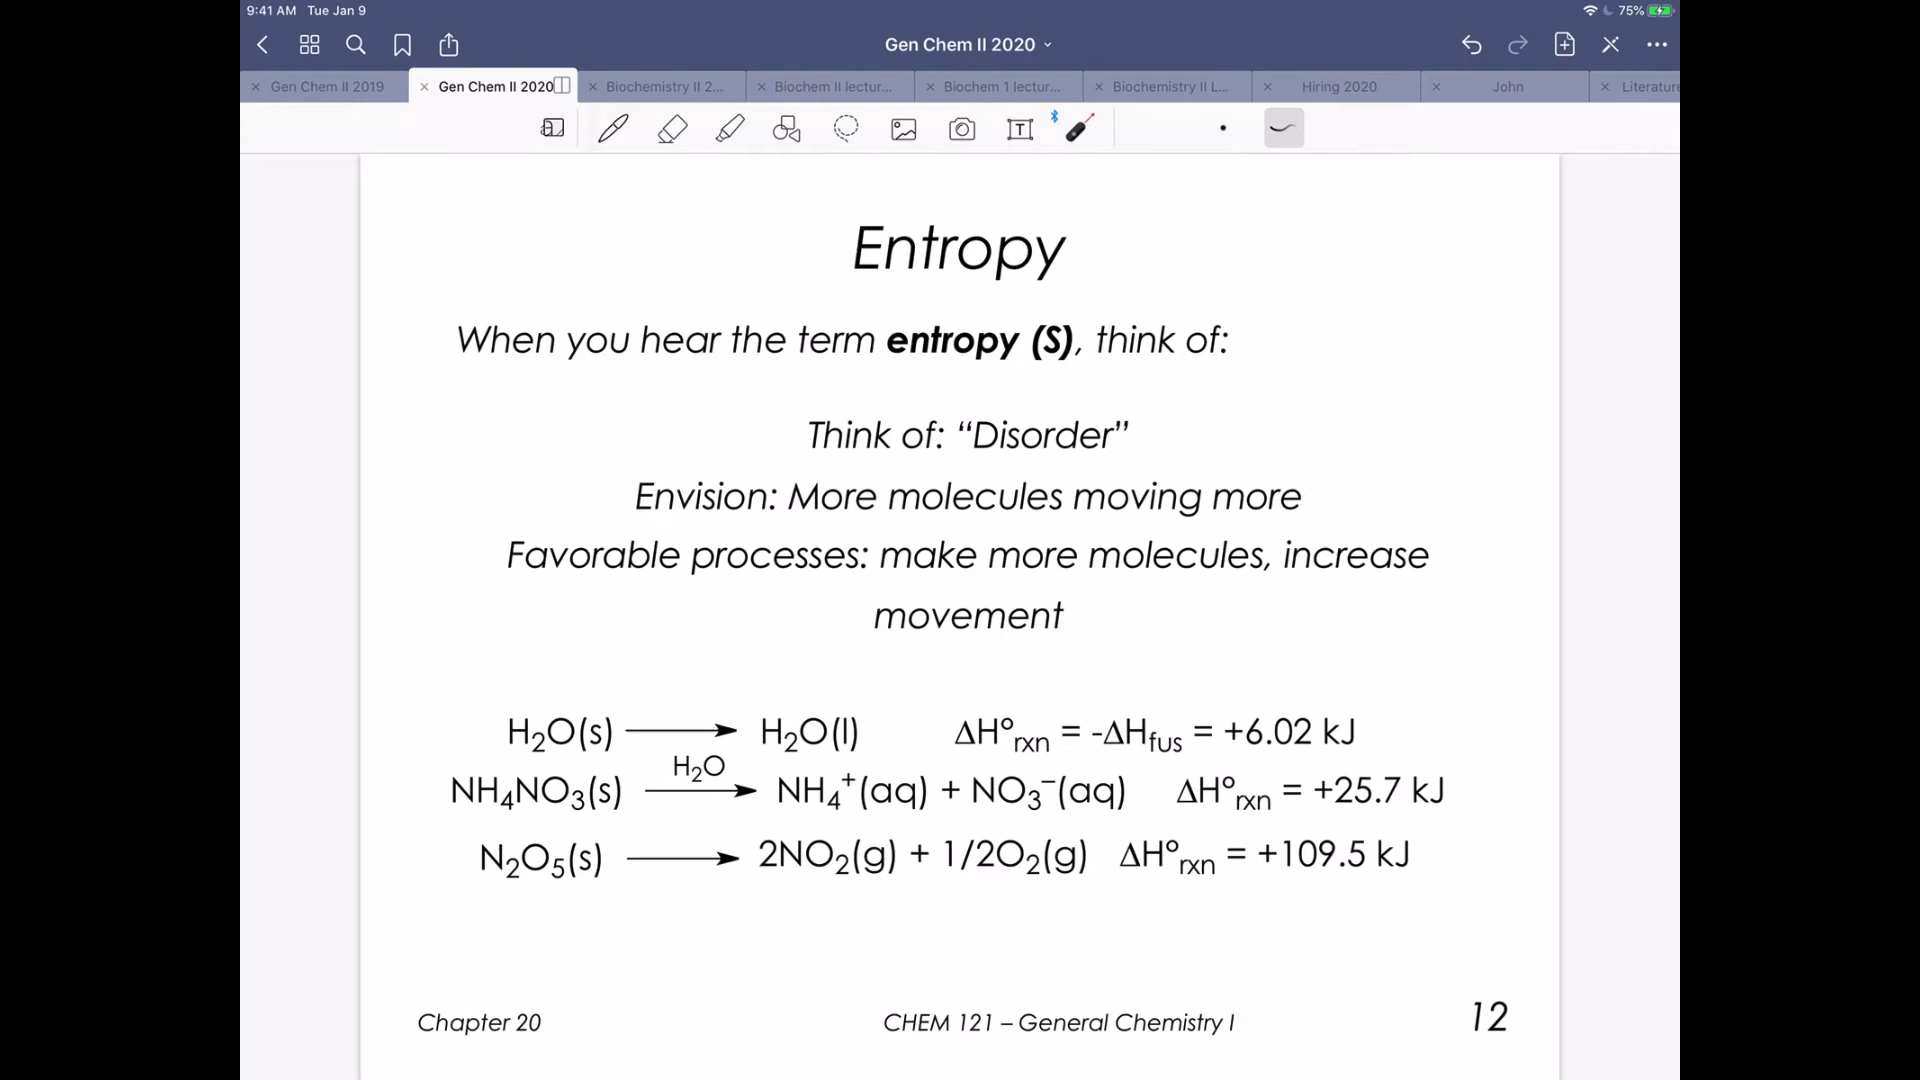 9:41 AM Tue Jan 9
75%
Gen Chem II 2020
Gen Chem II 2019
Gen Chem II 2020
Biochemistry II 2...
Biochem II lectur...
Biochem 1 lectur...
Biochemistry II L...
Hiring 2020
John
Literature
Entropy
When you hear the term entropy (S), think of:
Think of: “Disorder”
Envision: More molecules moving more
Favorable processes: make more molecules, increase
movement
H₂O(s) ⟶ H₂O(l) ΔH°rxn = -ΔHfus = +6.02 kJ
H₂O
NH₄NO₃(s) ⟶ NH₄⁺(aq) + NO₃⁻(aq) ΔH°rxn = +25.7 kJ
N₂O₅(s) ⟶ 2NO₂(g) + 1/2O₂(g) ΔH°rxn = +109.5 kJ
Chapter 20
CHEM 121 – General Chemistry I
12